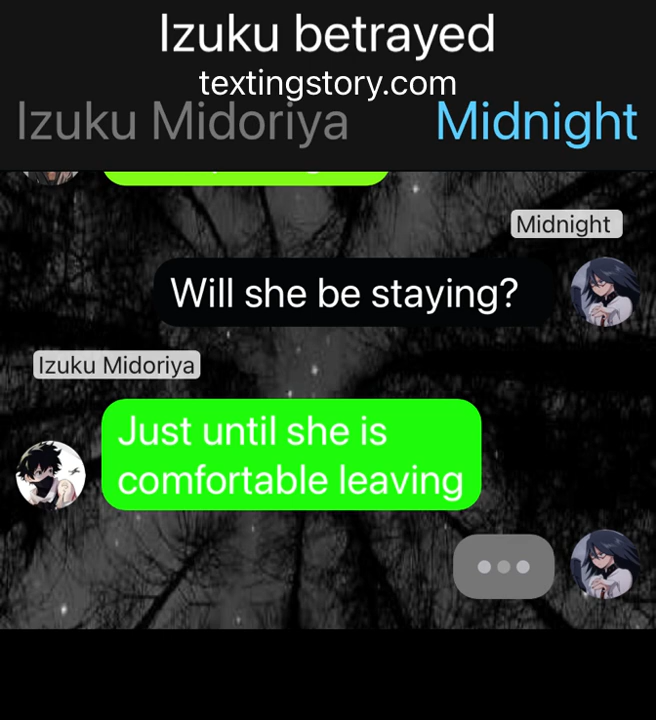 Izuku betrayed
textingstory.com
Izuku Midoriya Midnight
Midnight
Will she be staying?
Izuku Midoriya
Just until she is
comfortable leaving